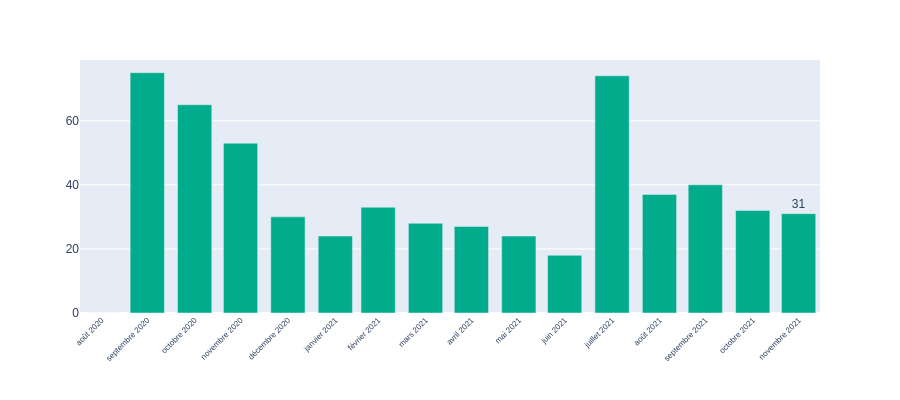 60
40
20
0
31
août 2020
septembre 2020
octobre 2020
novembre 2020
décembre 2020
janvier 2021
février 2021
mars 2021
avril 2021
mai 2021
juin 2021
juillet 2021
août 2021
septembre 2021
octobre 2021
novembre 2021